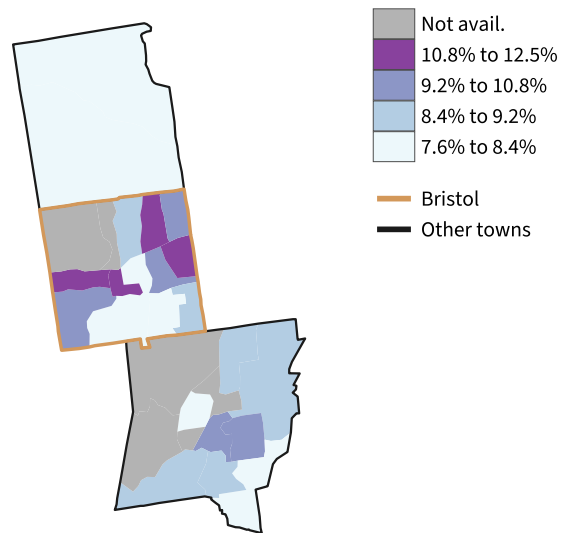 Not avail.
10.8% to 12.5%
9.2% to 10.8%
8.4% to 9.2%
7.6% to 8.4%
Bristol
Other towns